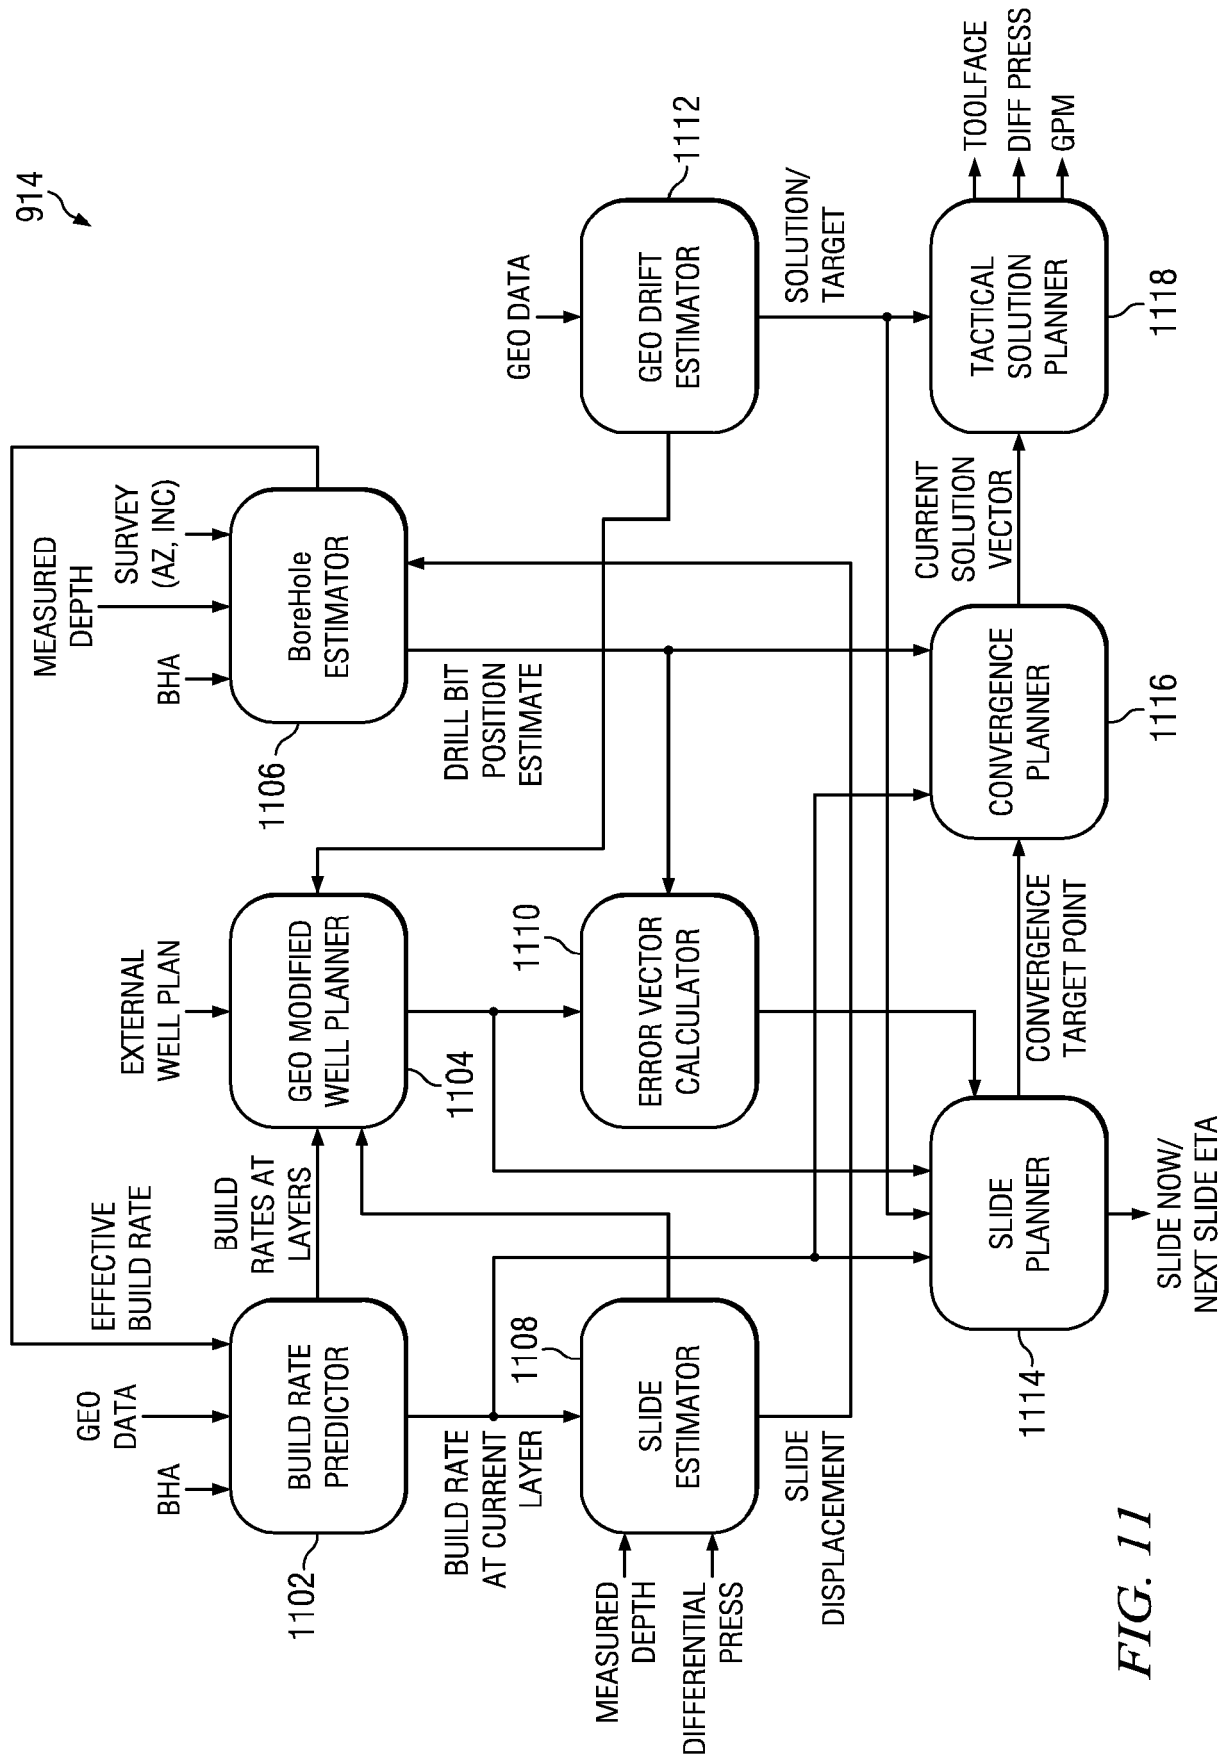 914
EFFECTIVE
BUILD RATE
BHA
GEO
DATA
BUILD RATE
PREDICTOR
1102
BUILD
RATES AT
LAYERS
EXTERNAL
WELL PLAN
GEO MODIFIED
WELL PLANNER
1104
BHA
MEASURED
DEPTH
SURVEY
(AZ, INC)
BoreHole
ESTIMATOR
1106
BUILD RATE
AT CURRENT
LAYER
DRILL BIT
POSITION
ESTIMATE
GEO DATA
MEASURED
DEPTH
DIFFERENTIAL
PRESS
SLIDE
ESTIMATOR
1108
ERROR VECTOR
CALCULATOR
1110
GEO DRIFT
ESTIMATOR
1112
SLIDE
DISPLACEMENT
SOLUTION/
TARGET
SLIDE
PLANNER
1114
SLIDE NOW/
NEXT SLIDE ETA
CONVERGENCE
TARGET POINT
CONVERGENCE
PLANNER
1116
CURRENT
SOLUTION
VECTOR
TACTICAL
SOLUTION
PLANNER
1118
TOOLFACE
DIFF PRESS
GPM
FIG. 11